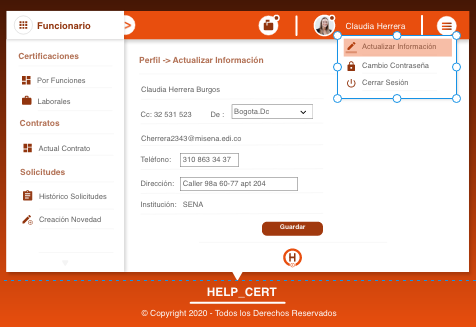 Funcionario
Claudia Herrera
Actualizar Información
Cambio Contraseña
Cerrar Sesión
Certificaciones
Por Funciones
Laborales
Contratos
Actual Contrato
Solicitudes
Histórico Solicitudes
Creación Novedad
Perfil -> Actualizar Información
Claudia Herrera Burgos
Cc: 32 531 523 De : Bogota.Dc
Cherrera2343@misena.edi.co
Teléfono: 310 863 34 37
Dirección: Caller 98a 60-77 apt 204
Institución: SENA
Guardar
H
HELP_CERT
© Copyright 2020 - Todos los Derechos Reservados